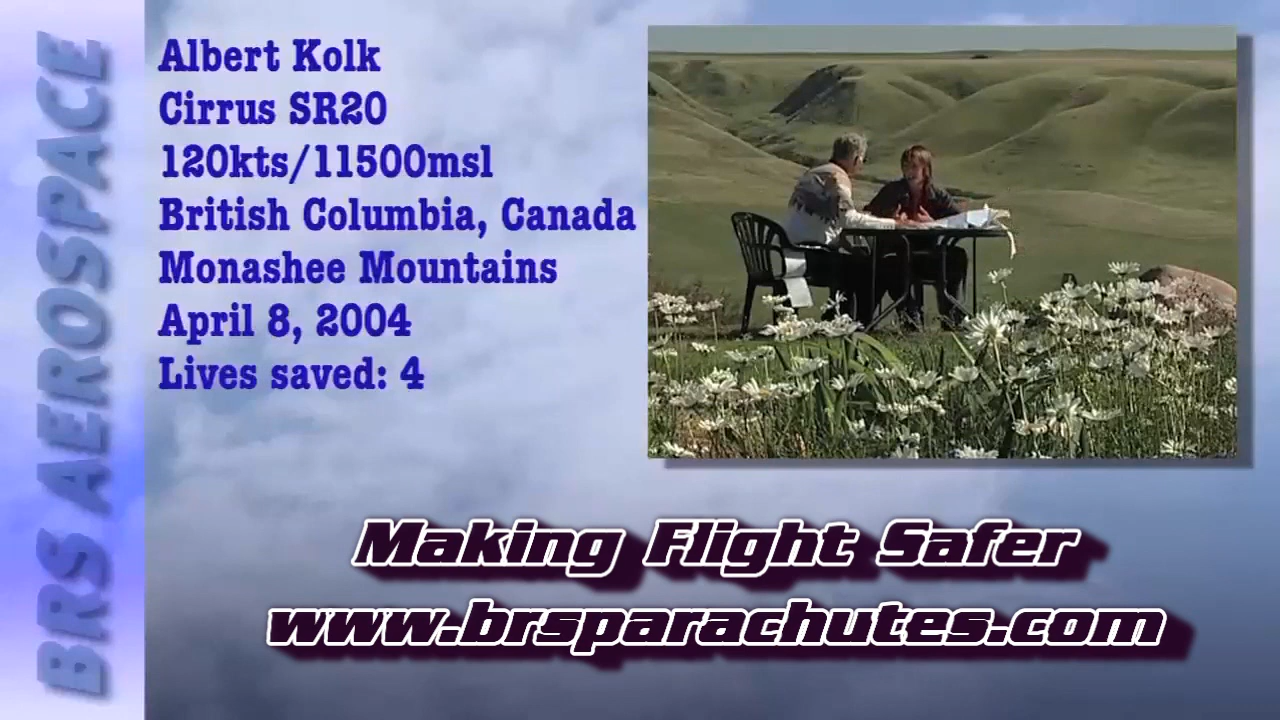 BRS AEROSPACE
Albert Kolk
Cirrus SR20
120kts/11500msl
British Columbia, Canada
Monashee Mountains
April 8, 2004
Lives saved: 4
Making Flight Safer
www.brsparachutes.com